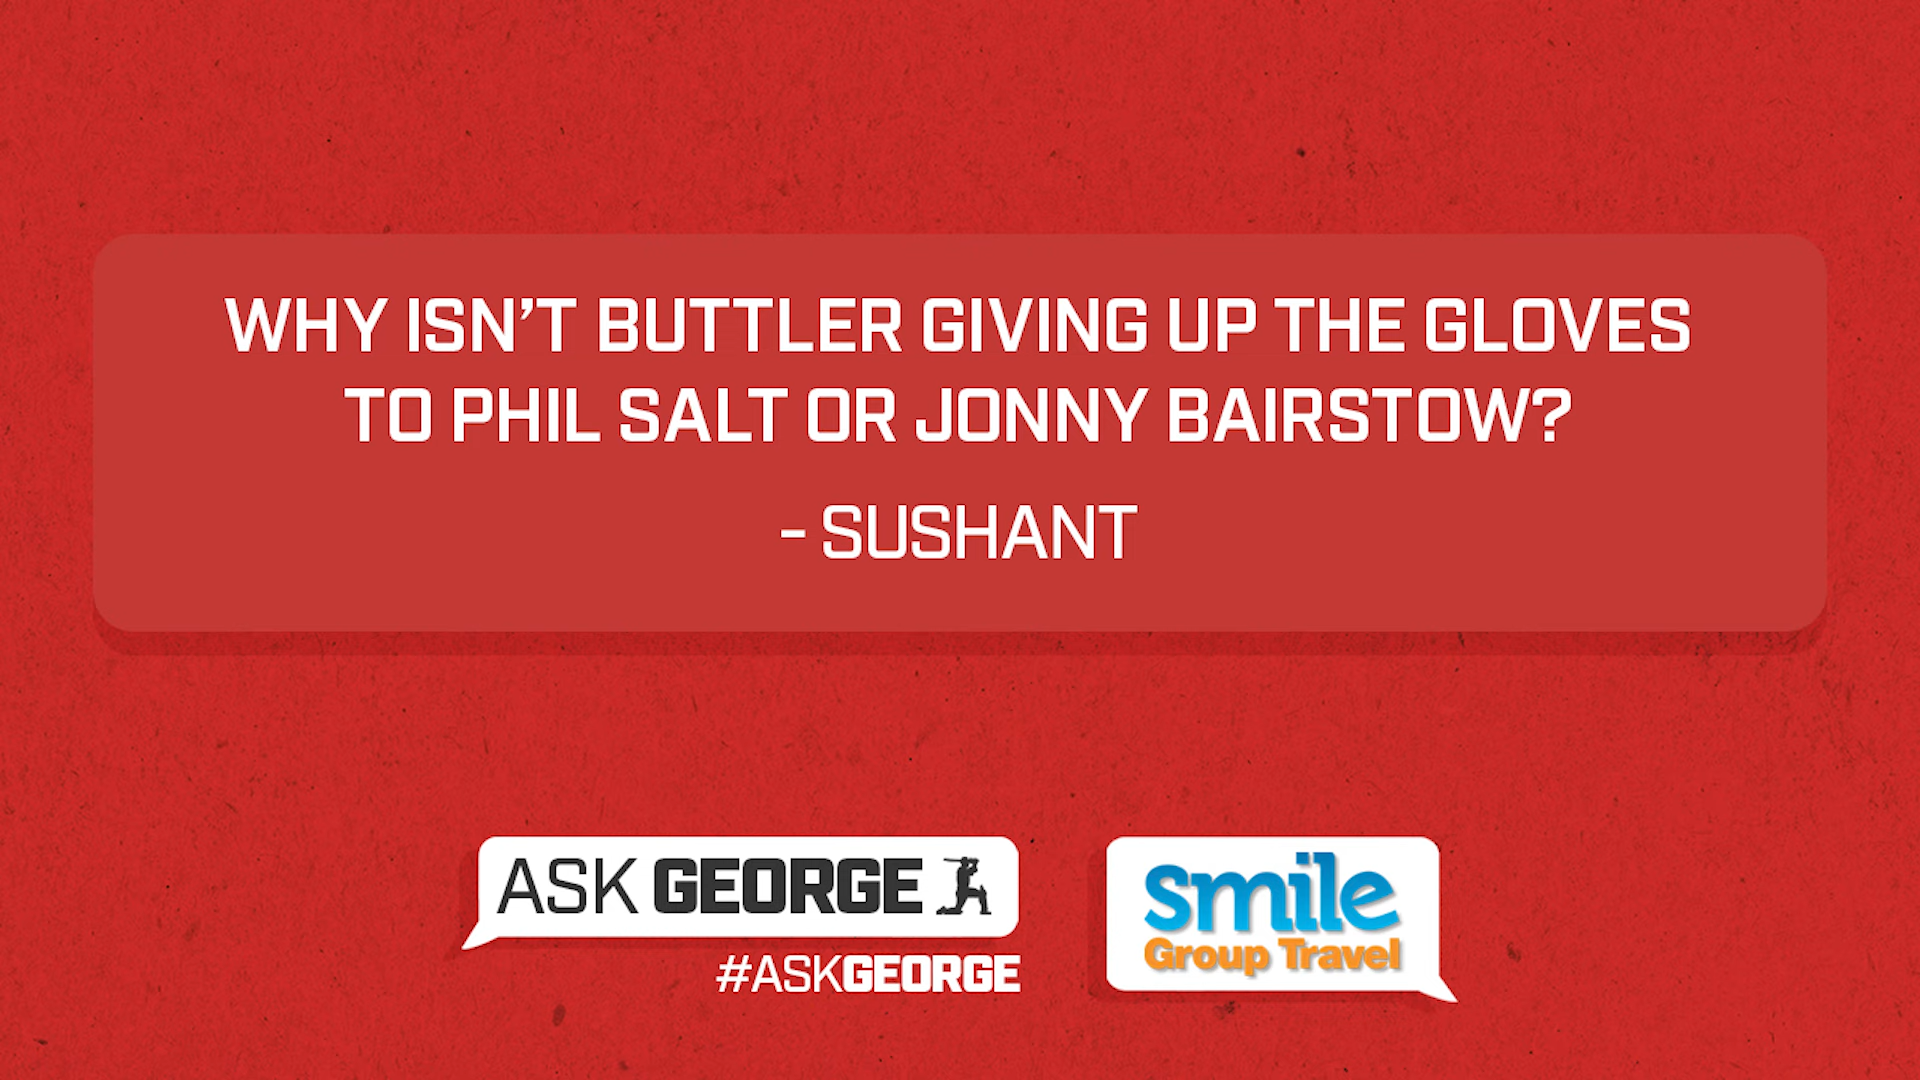 WHY ISN'T BUTTLER GIVING UP THE GLOVES
TO PHIL SALT OR JONNY BAIRSTOW?
- SUSHANT
ASK GEORGE
#ASKGEORGE
smile
Group Travel